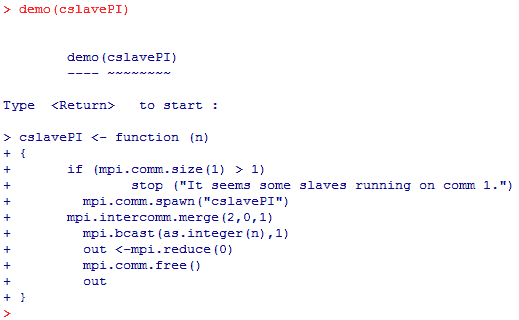 > demo(cslavePI)
demo(cslavePI)
---- ~~~~~~~~
Type  <Return>   to start :
> cslavePI <- function (n)
+ {
+       if (mpi.comm.size(1) > 1)
+               stop ("It seems some slaves running on comm 1.")
+         mpi.comm.spawn("cslavePI")
+       mpi.intercomm.merge(2,0,1)
+         mpi.bcast(as.integer(n),1)
+         out <-mpi.reduce(0)
+         mpi.comm.free()
+         out
+ }
>